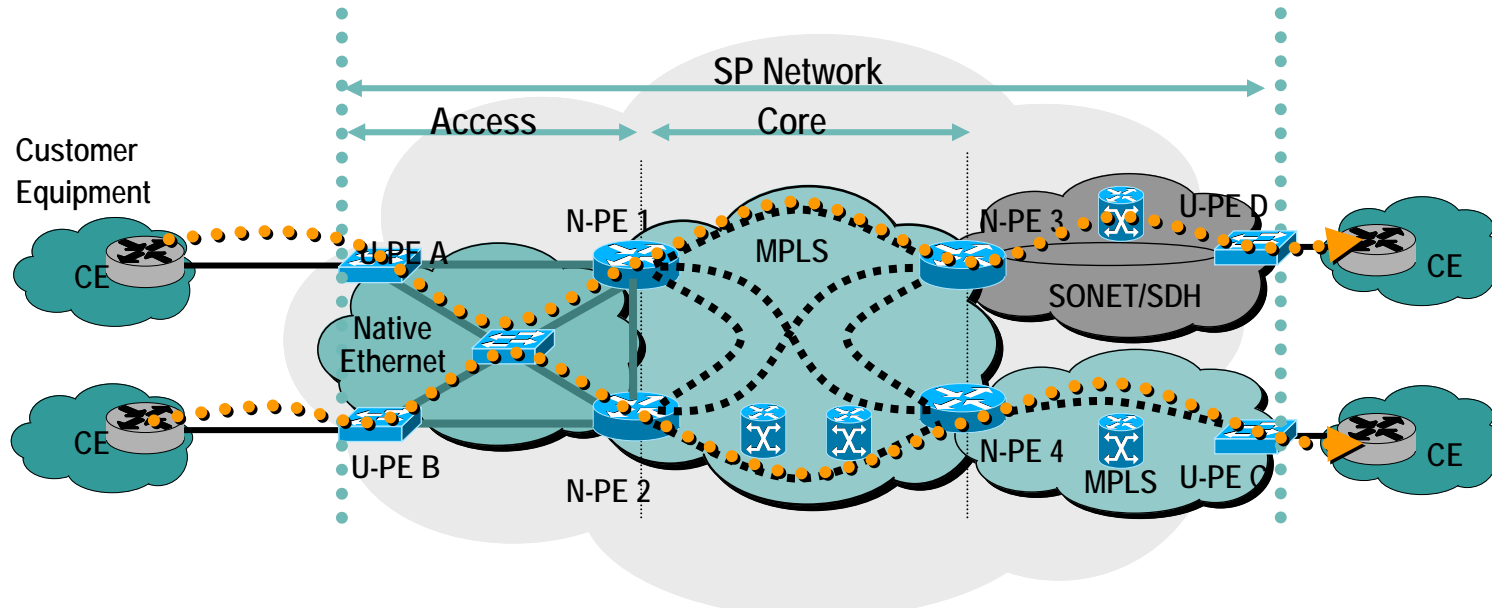 SP Network
Access
Core
Customer
Equipment
N-PE 1
N-PE 3
U-PE D
U-PE A
MPLS
CE
CE
SONET/SDH
Native
Ethernet
CE
U-PE B
N-PE 2
N-PE 4
MPLS
U-PE C
CE